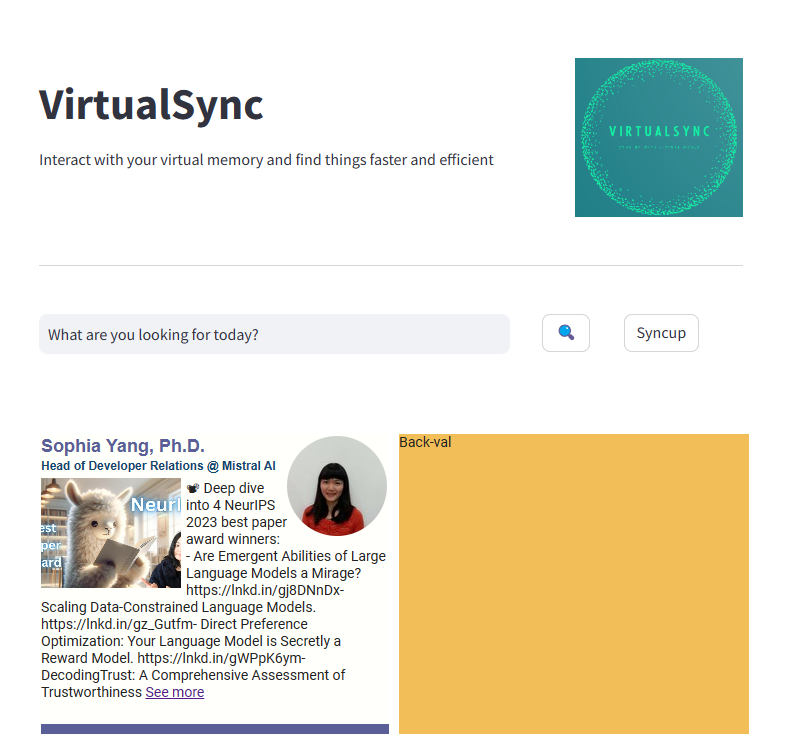 VirtualSync
Interact with your virtual memory and find things faster and efficient
VIRTUALSYNC
What are you looking for today?
Syncup
Sophia Yang, Ph.D.
Head of Developer Relations @ Mistral AI
NeurI
est
per
ard
📽 Deep dive
into 4 NeurIPS
2023 best paper
award winners:
- Are Emergent Abilities of Large
Language Models a Mirage?
https://lnkd.in/gj8DNnDx-
Scaling Data-Constrained Language Models.
https://lnkd.in/gz_Gutfm- Direct Preference
Optimization: Your Language Model is Secretly a
Reward Model. https://lnkd.in/gWPpK6ym-
DecodingTrust: A Comprehensive Assessment of
Trustworthiness See more
Back-val